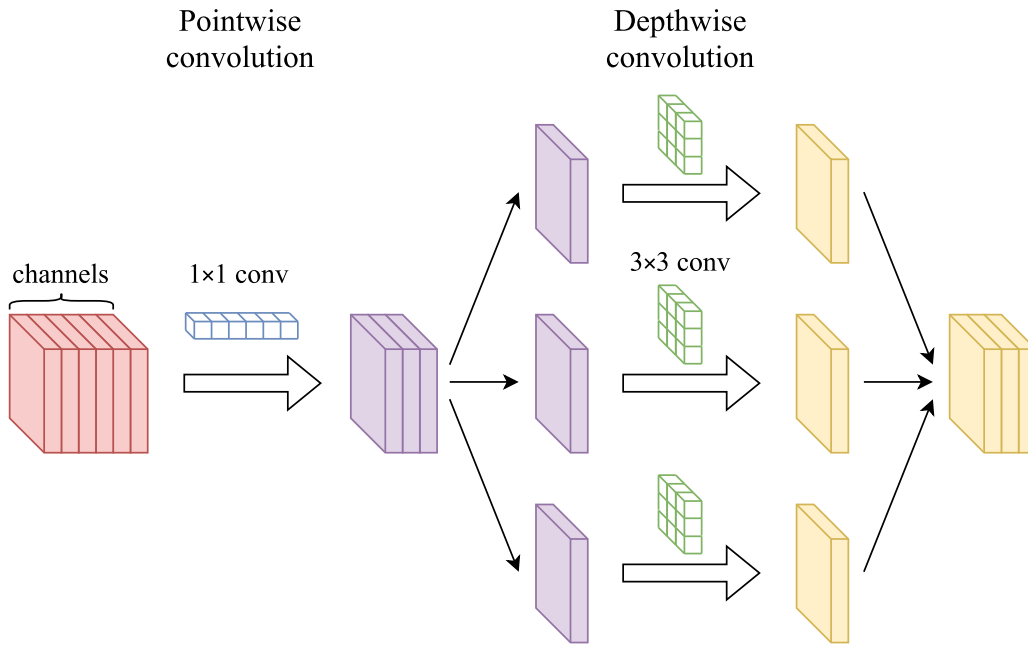 Pointwise
convolution
Depthwise
convolution
channels
1×1 conv
3×3 conv